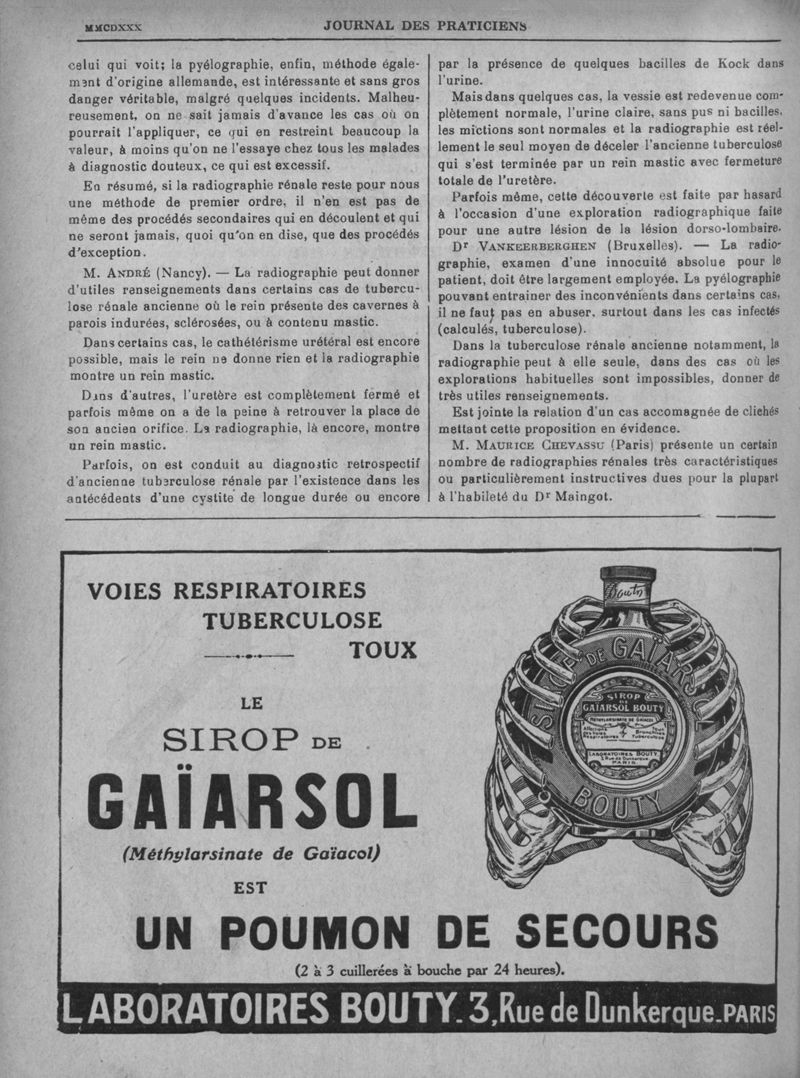 MMCDXXX
JOURNAL DES PRATICIENS
celui qui voit; la pyélographie, enfin, méthode égale-
mɜnt d'origine allemande, est intéressante et sans gros
danger véritable, malgré quelques incidents. Malheu-
reusement, on ne sait jamais d'avance les cas où on
pourrait l'appliquer, ce qui en restreint beaucoup la
valeur, à moins qu'on ne l'essaye chez tous les malades
à diagnostic douteux, ce qui est excessif.
En résumé, si la radiographie rénale reste pour nous
une méthode de premier ordre, il n'en est pas de
même des procédés secondaires qui en découlent et qui
ne seront jamais, quoi qu'on en dise, que des procédés
d'exception.
M. ANDRÉ (Nancy). — La radiographie peut donner
d'utiles renseignements dans certains cas de tubercu-
lose rénale ancienne où le rein présente des cavernes à
parois indurées, sclérosées, ou à contenu mastic.
Dans certains cas, le cathétérisme urétéral est encore
possible, mais le rein ne donne rien et la radiographie
montre un rein mastic.
Dans d'autres, l'uretère est complètement fermé et
parfois même on a de la peine à retrouver la place de
son ancien orifice. La radiographie, là encore, montre
un rein mastic.
Parfois, on est conduit au diagnostic retrospectif
d'ancienne tuberculose rénale par l'existence dans les
antécédents d'une cystite de longue durée ou encore
par la présence de quelques bacilles de Kock dans
l'urine.
Mais dans quelques cas, la vessie est redevenue com-
plètement normale, l'urine claire, sans pus ni bacilles,
les mictions sont normales et la radiographie est réel-
lement le seul moyen de déceler l'ancienne tuberculose
qui s'est terminée par un rein mastic avec fermeture
totale de l'uretère.
Parfois même, cette découverte est faite par hasard
à l'occasion d'une exploration radiographique faite
pour une autre lésion de la lésion dorso-lombaire.
Dr VANKEERBERGHEN (Bruxelles). — La radio-
graphie, examen d'une innocuité absolue pour le
patient, doit être largement employée. La pyélographie
pouvant entrainer des inconvénients dans certains cas,
il ne faut pas en abuser, surtout dans les cas infectés
(calculés, tuberculose).
Dans la tuberculose rénale ancienne notamment, la
radiographie peut à elle seule, dans des cas où les
explorations habituelles sont impossibles, donner de
très utiles renseignements.
Est jointe la relation d'un cas accomagnée de clichés
mettant cette proposition en évidence.
M. MAURICE CHEVASSU (Paris) présente un certain
nombre de radiographies rénales très caractéristiques
ou particulièrement instructives dues pour la plupart
à l'habileté du Dr Maingot.
VOIES RESPIRATOIRES
TUBERCULOSE
TOUX
LE
SIROP DE
GAÏARSOL
(Méthylarsinate de Gaïacol)
EST
UN POUMON DE SECOURS
(2 à 3 cuillerées à bouche par 24 heures).
Bouty
SIROP DE GAÏARSOL
BOUTY
SIROP
DE
GAÏARSOL BOUTY
MÉTHYLARSINATE DE GAÏACOL
Affections
des Voies
Respiratoires
Toux
Bronchites
Tuberculose
LABORATOIRES BOUTY
3 Rue de Dunkerque
PARIS.
LABORATOIRES BOUTY_3, Rue de Dunkerque_PARIS